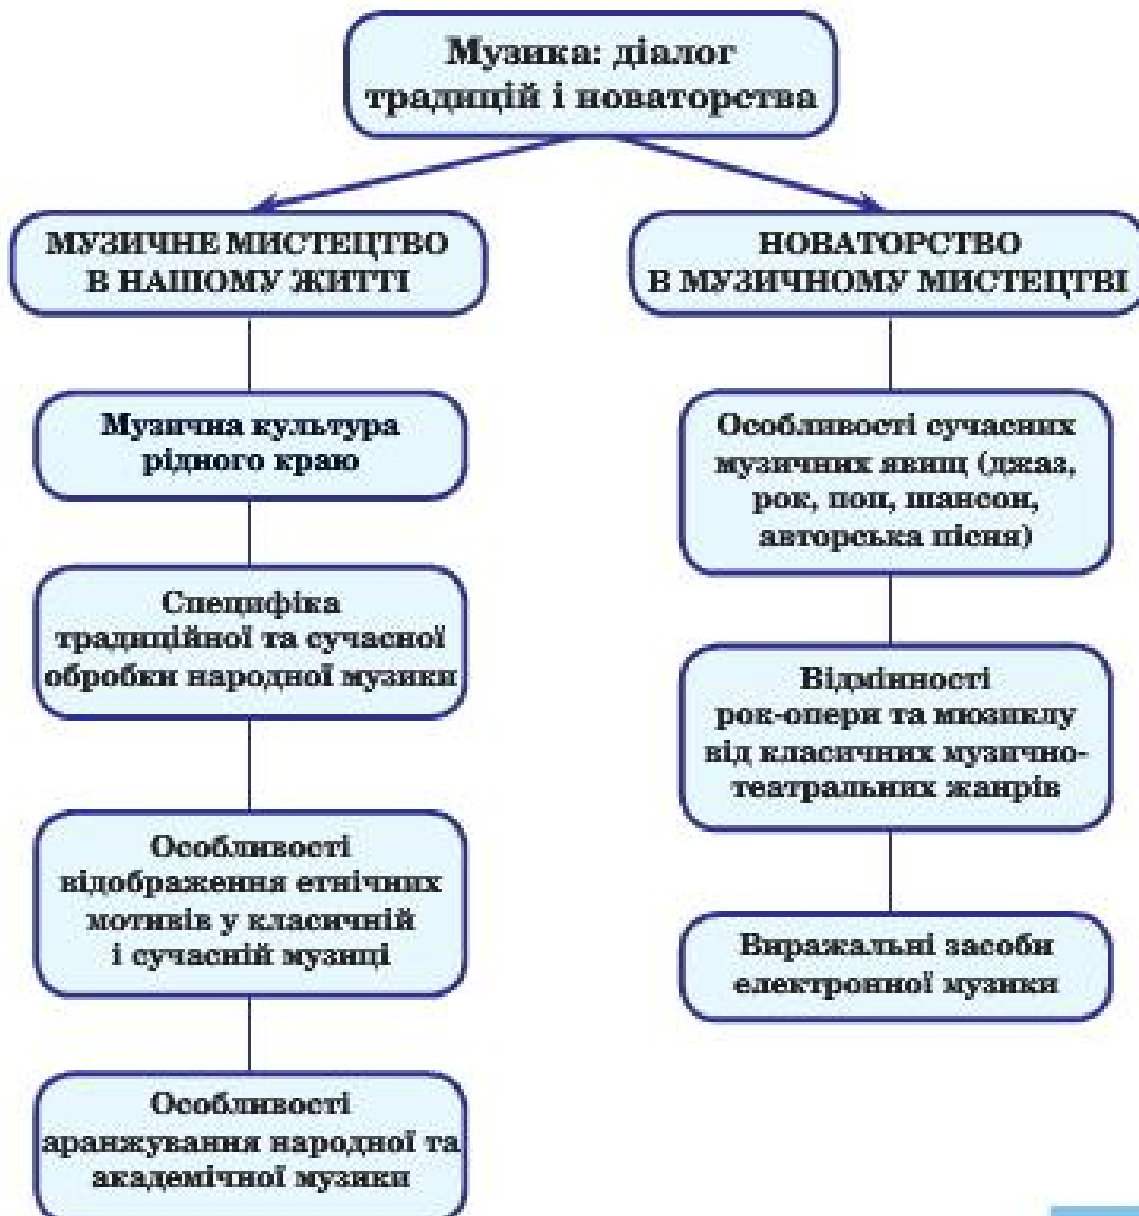 Музика: діалог
традицій і новаторства
МУЗИЧНЕ МИСТЕЦТВО
В НАШОМУ ЖИТТІ
Музична культура
рідного краю
Специфіка
традиційної та сучасної
обробки народної музики
Особливості
відображення етнічних
мотивів у класичній
і сучасній музиці
Особливості
аранжування народної та
академічної музики
НОВАТОРСТВО
В МУЗИЧНОМУ МИСТЕЦТВІ
Особливості сучасних
музичних явищ (джаз,
рок, поп, шансон,
авторська пісня)
Відмінності
рок-опери та мюзиклу
від класичних музично-
театральних жанрів
Виражальні засоби
електронної музики